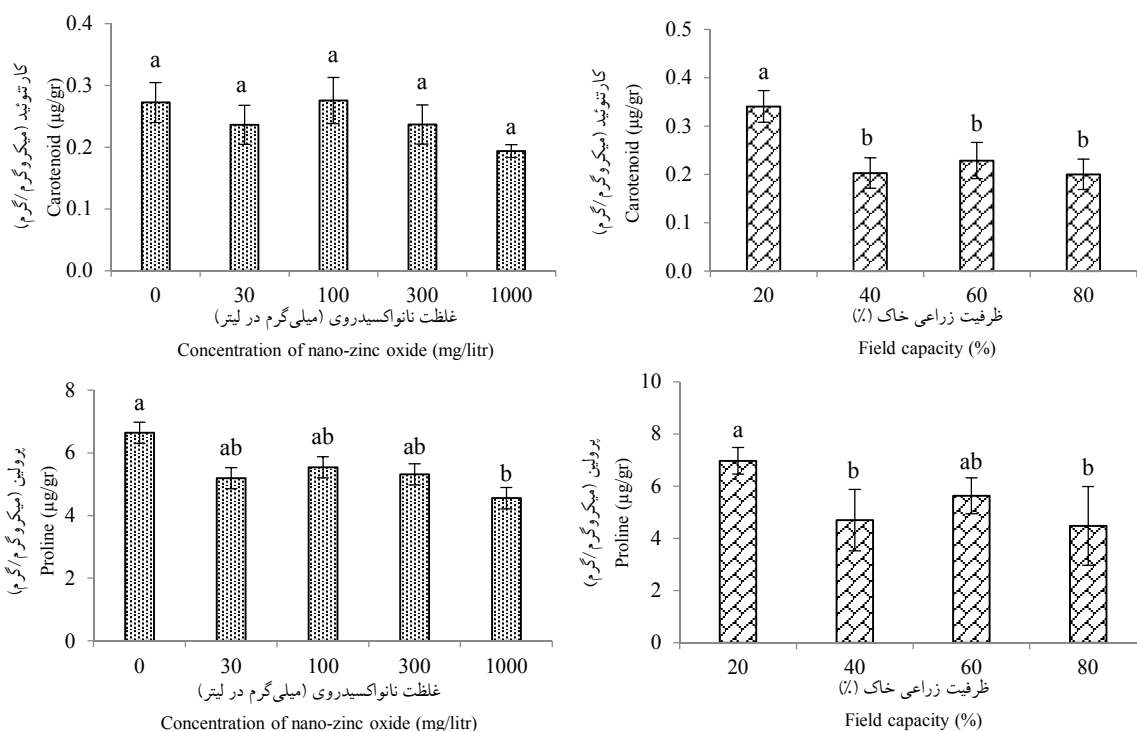 کارتنوئید (میکروگرم/گرم)
Carotenoid (µg/gr)
0.4
0.3
0.2
0.1
0.0
a
a
a
a
a
0
30
100
300
1000
غلظت نانواکسیدروی (میلی‌گرم در لیتر)
Concentration of nano-zinc oxide (mg/litr)
کارتنوئید (میکروگرم/گرم)
Carotenoid (µg/gr)
0.5
0.4
0.3
0.2
0.1
0.0
a
b
b
b
20
40
60
80
ظرفیت زراعی خاک (٪)
Field capacity (%)
پرولین (میکروگرم/گرم)
Proline (µg/gr)
8
6
4
2
0
a
ab
ab
ab
b
0
30
100
300
1000
غلظت نانواکسیدروی (میلی‌گرم در لیتر)
Concentration of nano-zinc oxide (mg/litr)
پرولین (میکروگرم/گرم)
Proline (µg/gr)
10
8
6
4
2
0
a
b
ab
b
20
40
60
80
ظرفیت زراعی خاک (٪)
Field capacity (%)